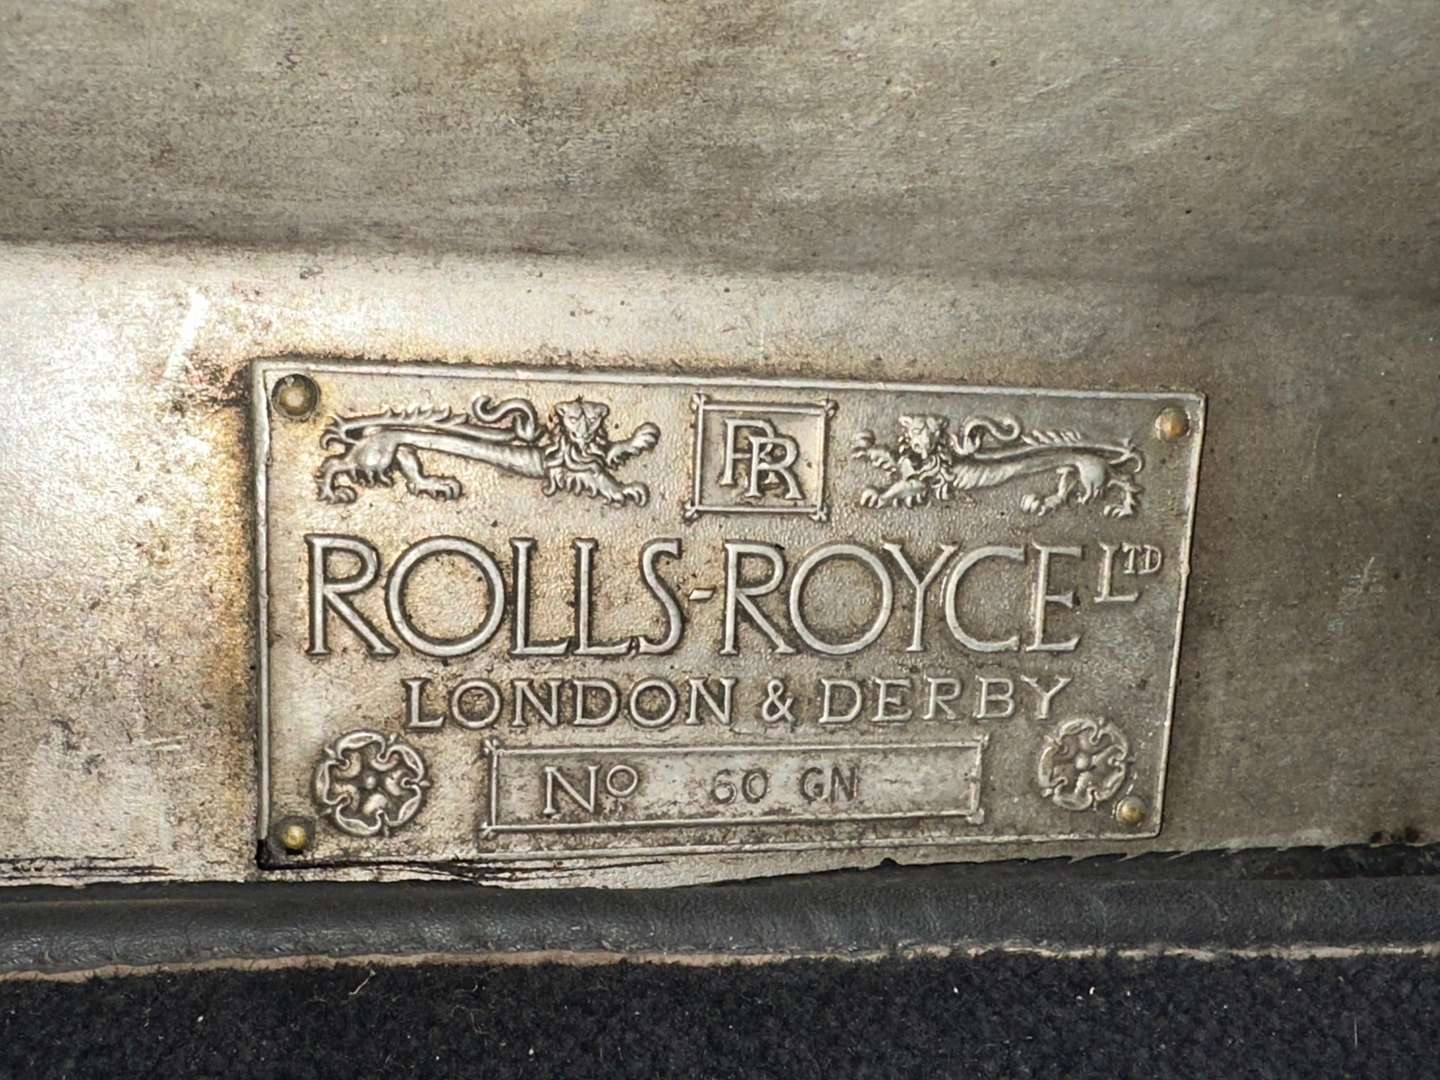 RR
ROLLS-ROYCE LTD
LONDON & DERBY
No 60 GN